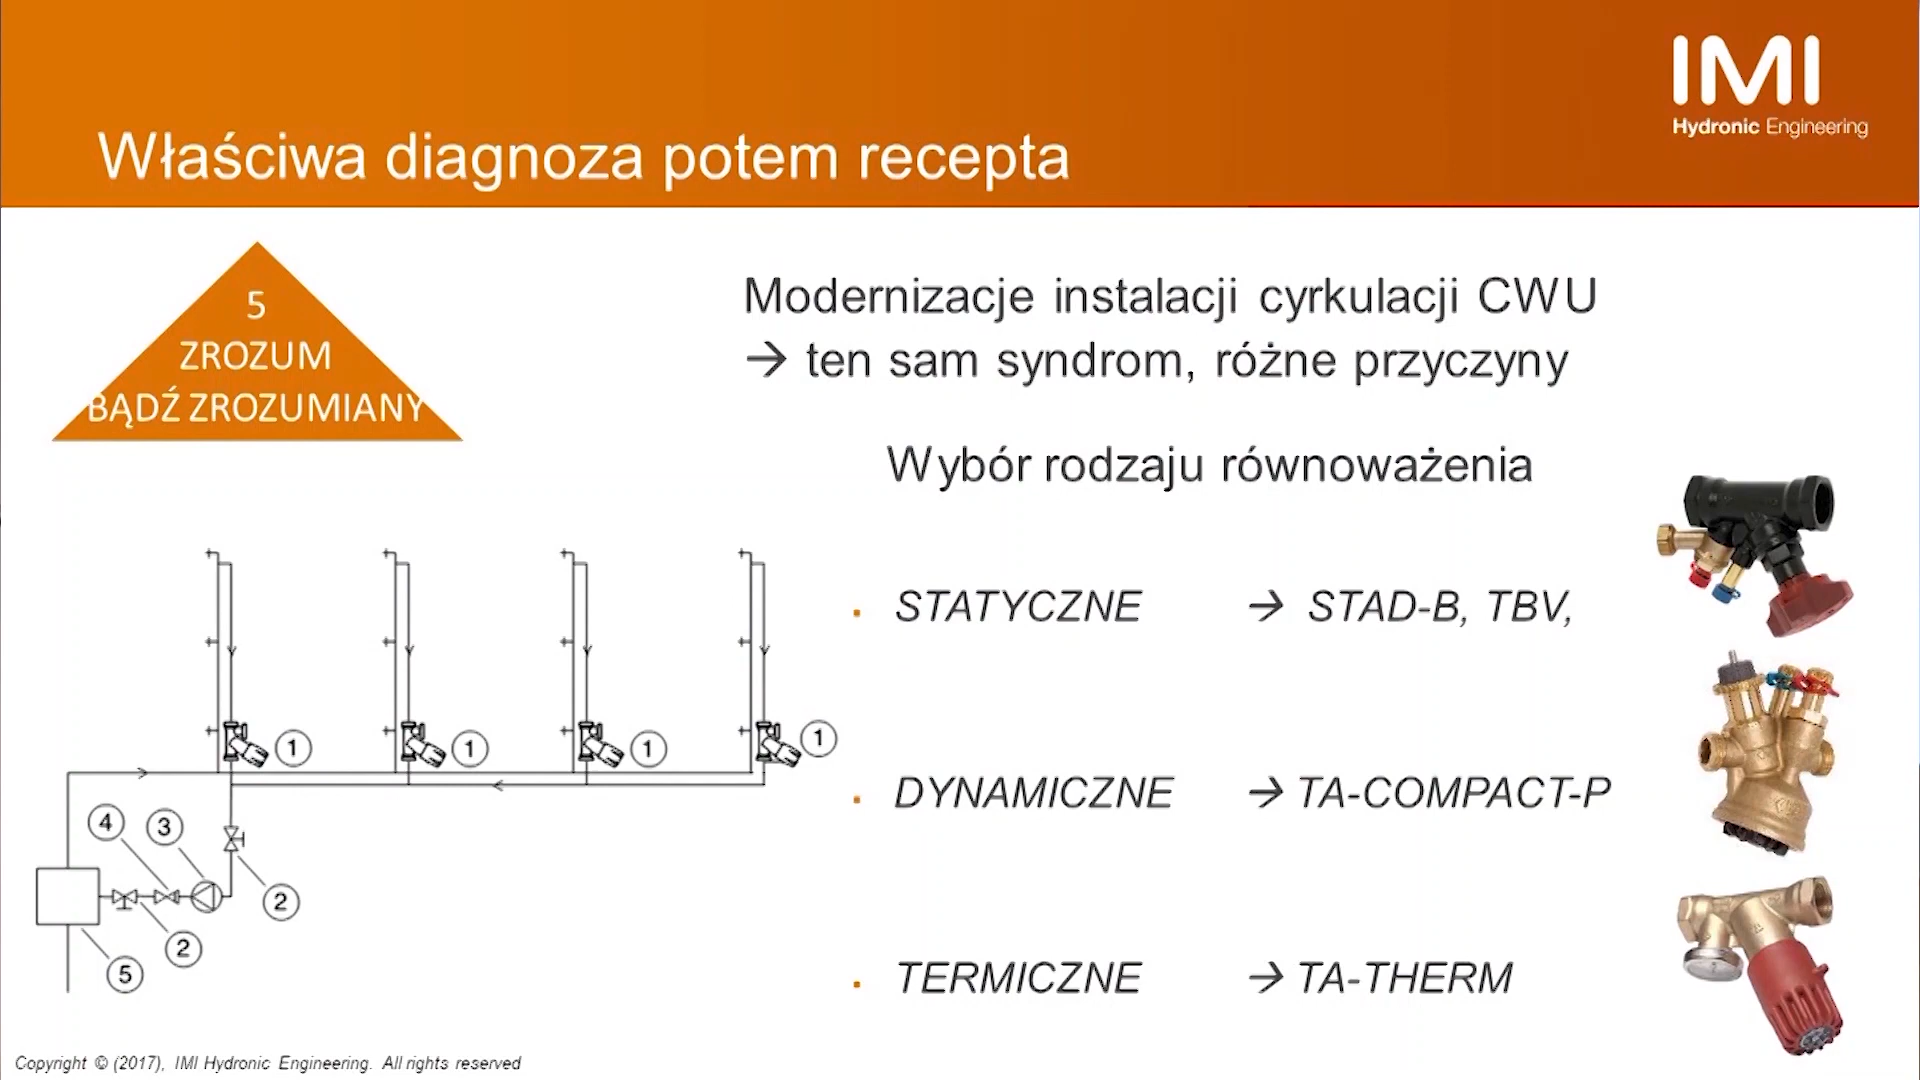 IMI
Hydronic Engineering
Właściwa diagnoza potem recepta
5
ZROZUM
BĄDŹ ZROZUMIANY
Modernizacje instalacji cyrkulacji CWU
→ ten sam syndrom, różne przyczyny
Wybór rodzaju równoważenia
▪ STATYCZNE → STAD-B, TBV,
▪ DYNAMICZNE → TA-COMPACT-P
▪ TERMICZNE → TA-THERM
1 1 1 1
4 3
2
2
5
Copyright © (2017), IMI Hydronic Engineering. All rights reserved